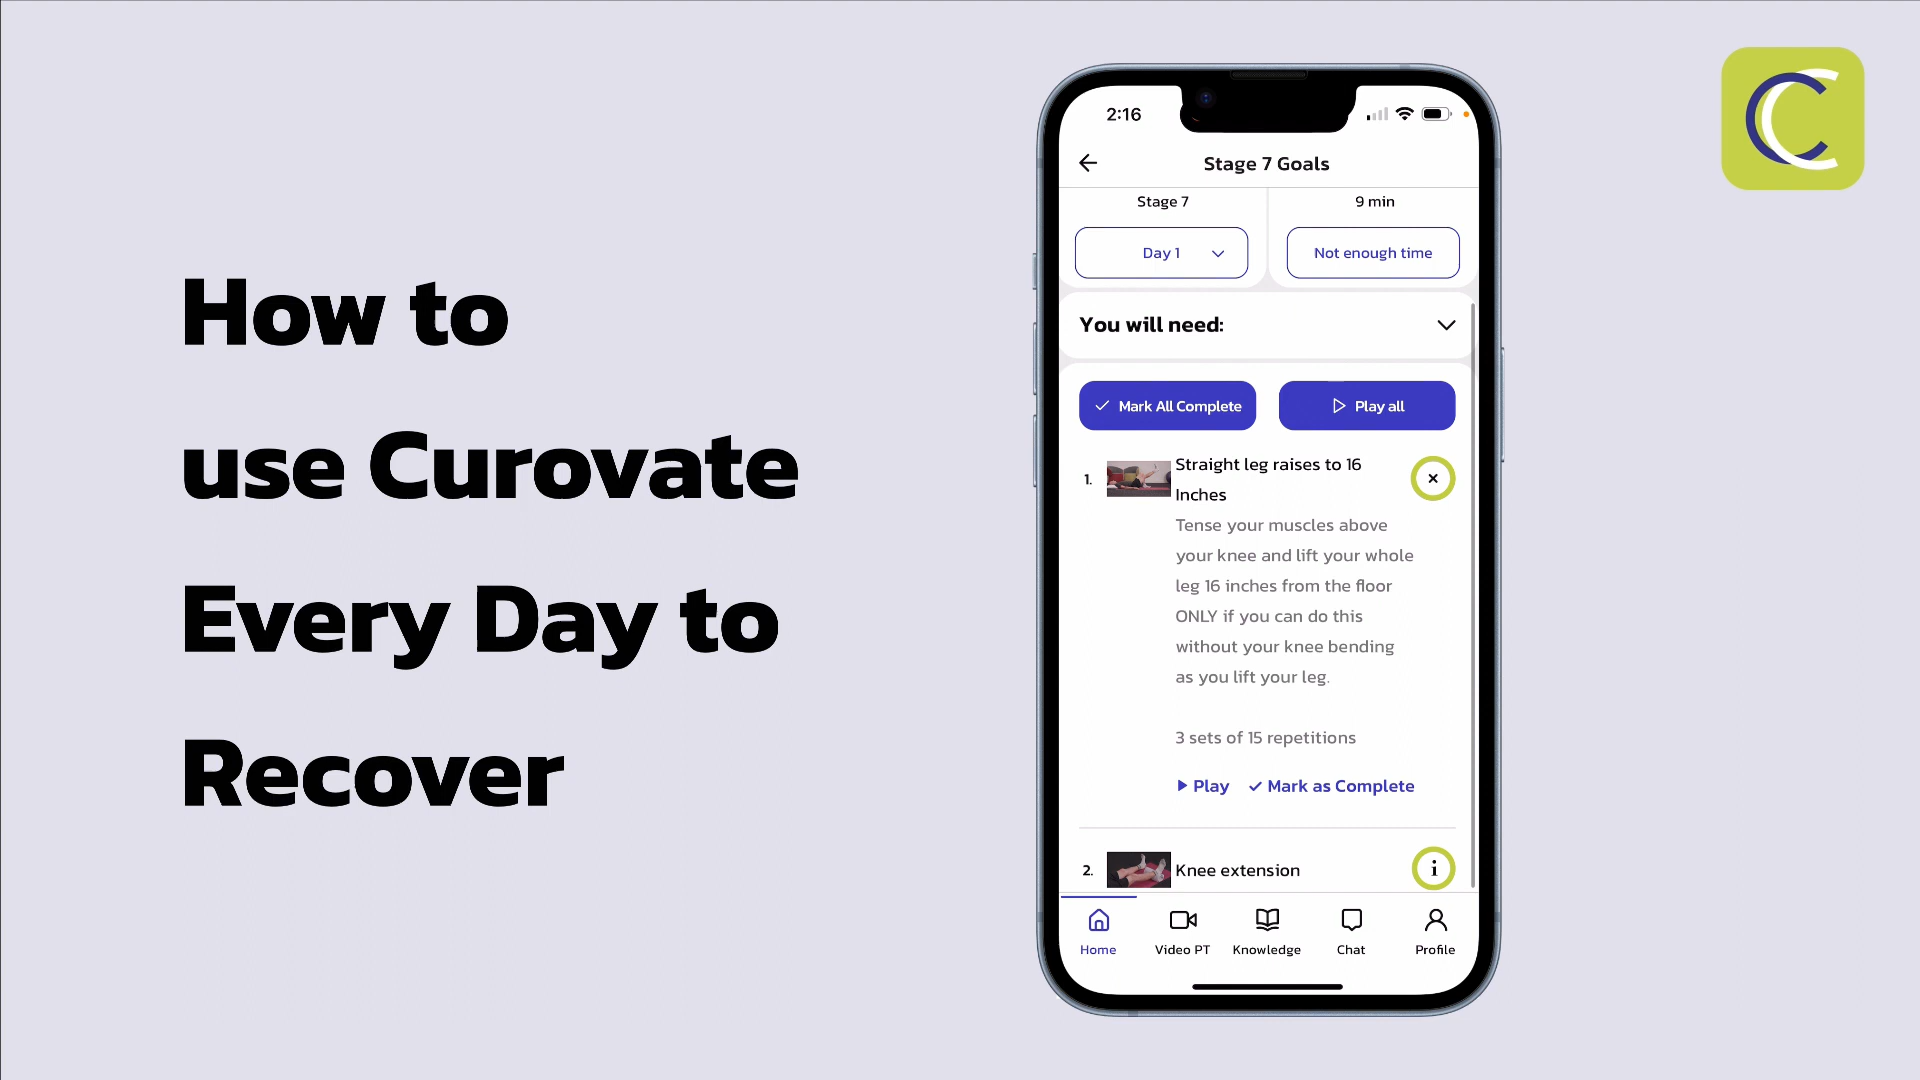 How to
use Curovate
Every Day to
Recover
2:16
Stage 7 Goals
Stage 7
9 min
Day 1
Not enough time
You will need:
Mark All Complete
Play all
1.
Straight leg raises to 16
Inches
Tense your muscles above
your knee and lift your whole
leg 16 inches from the floor
ONLY if you can do this
without your knee bending
as you lift your leg.
3 sets of 15 repetitions
Play
Mark as Complete
2.
Knee extension
Home
Video PT
Knowledge
Chat
Profile